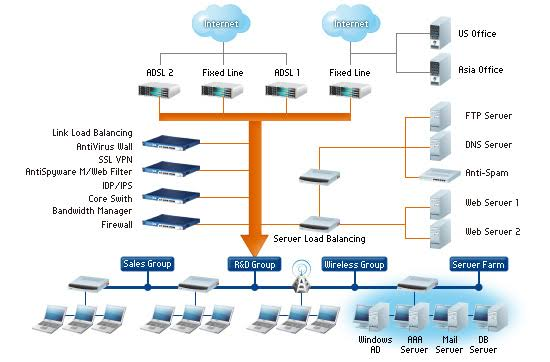 Internet
Internet
US Office
Asia Office
ADSL 2
Fixed Line
ADSL 1
Fixed Line
FTP Server
DNS Server
Anti-Spam
Web Server 1
Web Server 2
Link Load Balancing
AntiVirus Wall
SSL VPN
AntiSpyware M/Web Filter
IDP/IPS
Core Swith
Bandwidth Manager
Firewall
Server Load Balancing
Sales Group
R&D Group
Wireless Group
Server Farm
Windows
AD
AAA
Server
Mail
Server
DB
Server